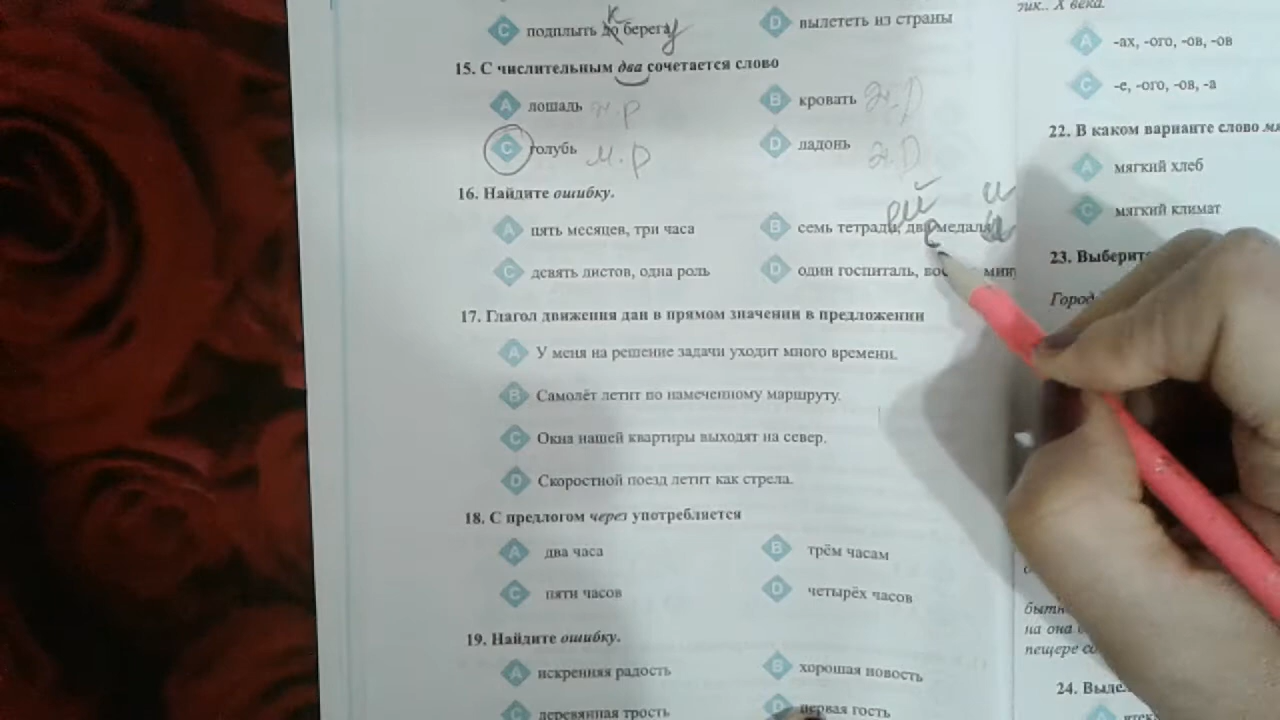 C подплыть до берега к у
D вылететь из страны
15. С числительным два сочетается слово
A лошадь ж.р
B кровать
C голубь м.р
D ладонь
16. Найдите ошибку.
A пять месяцев, три часа
B семь тетради, две медаля ей е и
C девять листов, одна роль
D один госпиталь,
17. Глагол движения дан в прямом значении в предложении
A У меня на решение задачи уходит много времени.
B Самолёт летит по намеченному маршруту.
C Окна нашей квартиры выходят на север.
D Скоростной поезд летит как стрела.
18. С предлогом через употребляется
A два часа
B трём часам
C пяти часов
D четырёх часов
19. Найдите ошибку.
A искренняя радость
B хорошая новость
C деревянная трость
первая гость
X века.
A -ах, -ого, -ов, -ов
C -е, -ого, -ов, -а
22. В каком варианте слово
A мягкий хлеб
C мягкий климат
23.
пещере
24.